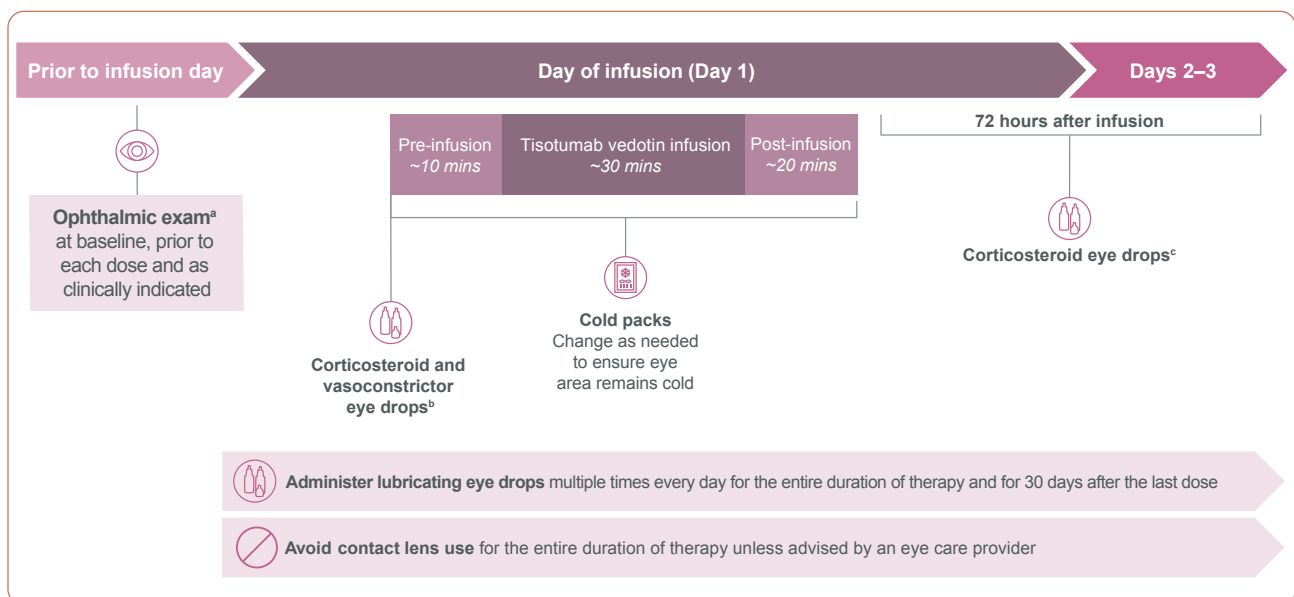 Prior to infusion day
Day of infusion (Day 1)
Days 2–3
Pre-infusion
~10 mins
Tisotumab vedotin infusion
~30 mins
Post-infusion
~20 mins
72 hours after infusion
Ophthalmic examᵃ
at baseline, prior to
each dose and as
clinically indicated
Corticosteroid and
vasoconstrictor
eye dropsᵇ
Cold packs
Change as needed
to ensure eye
area remains cold
Corticosteroid eye dropsᶜ
Administer lubricating eye drops multiple times every day for the entire duration of therapy and for 30 days after the last dose
Avoid contact lens use for the entire duration of therapy unless advised by an eye care provider